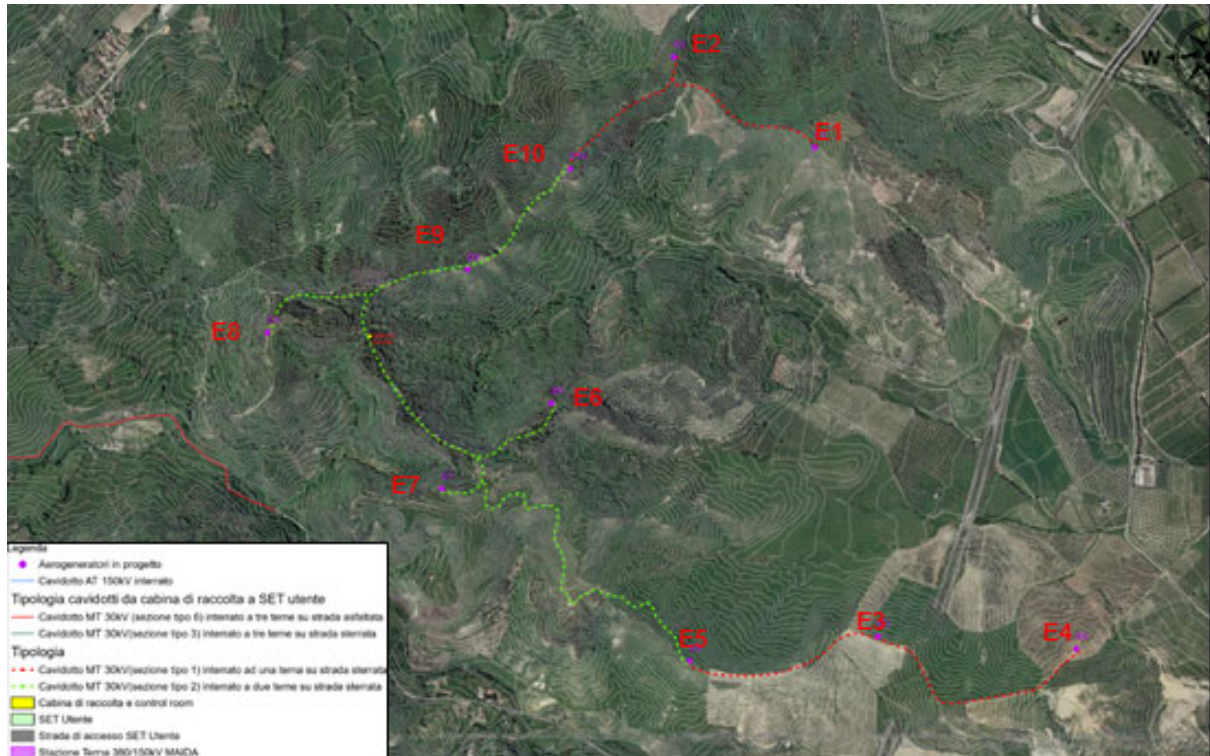 E2
W
E1
E10
E9
E8
E6
E7
E3
E4
E5
Legenda
Aerogeneratori in progetto
Cavidotto AT 150kV interrato
Tipologia cavidotti da cabina di raccolta a SET utente
Cavidotto MT 30kV (sezione tipo 6) interrato a tre terne su strada asfaltata
Cavidotto MT 30kV(sezione tipo 3) interrato a tre terne su strada sterrata
Tipologia
Cavidotto MT 30kV(sezione tipo 1) interrato ad una terna su strada sterrata
Cavidotto MT 30kV(sezione tipo 2) interrato a due terne su strada sterrata
Cabina di raccolta e control room
SET Utente
Strada di accesso SET Utente
Stazione Terna 380/150kV MAIDA